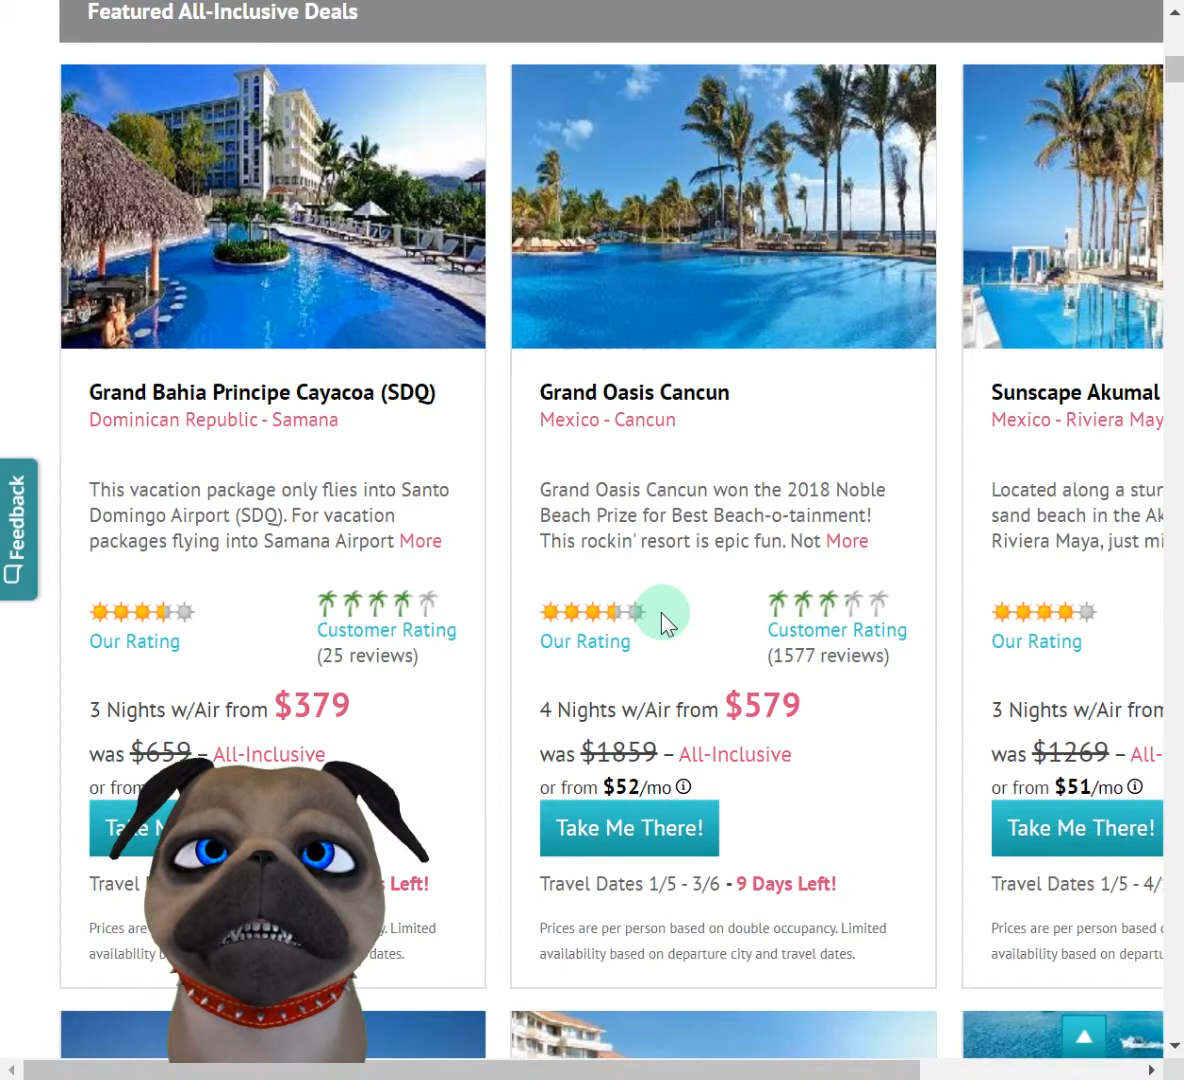 Featured All-Inclusive Deals
Grand Bahia Principe Cayacoa (SDQ)
Dominican Republic - Samana
This vacation package only flies into Santo
Domingo Airport (SDQ). For vacation
packages flying into Samana Airport More
Our Rating
Customer Rating
(25 reviews)
3 Nights w/Air from $379
was $659 – All-Inclusive
or from
Travel
Left!
Prices are
Limited
availability
dates.
Grand Oasis Cancun
Mexico - Cancun
Grand Oasis Cancun won the 2018 Noble
Beach Prize for Best Beach-o-tainment!
This rockin' resort is epic fun. Not More
Our Rating
Customer Rating
(1577 reviews)
4 Nights w/Air from $579
was $1859 – All-Inclusive
or from $52/mo
Take Me There!
Travel Dates 1/5 - 3/6 - 9 Days Left!
Prices are per person based on double occupancy. Limited
availability based on departure city and travel dates.
Sunscape Akumal
Mexico - Riviera May
Located along a stur
sand beach in the Ak
Riviera Maya, just mi
Our Rating
3 Nights w/Air from
was $1269 – All-
or from $51/mo
Take Me There!
Travel Dates 1/5 - 4/
Prices are per person based
availability based on depart
Feedback